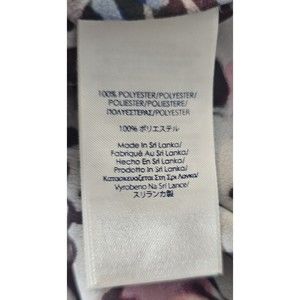 100% POLYESTER/POLYESTER/
POLIESTER/POLIESTERE/
ΠΟΛΥΕΣΤΕΡΑΣ/POLYESTER
100% ポリエステル
Made In Sri Lanka/
Fabriqué Au Sri Lanka/
Hecho En Sri Lanka/
Prodotto In Sri Lanka/
Κατασκευάζεται Στη Σρι Λανκα/
Vyrobeno Na Srí Lance/
スリランカ製